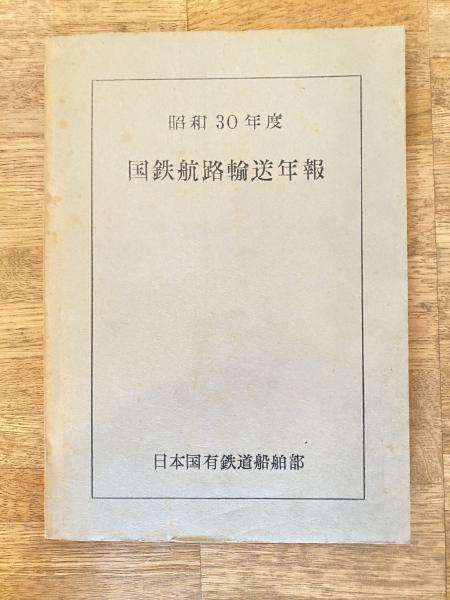 昭和30年度
国鉄航路輸送年報
日本国有鉄道船舶部